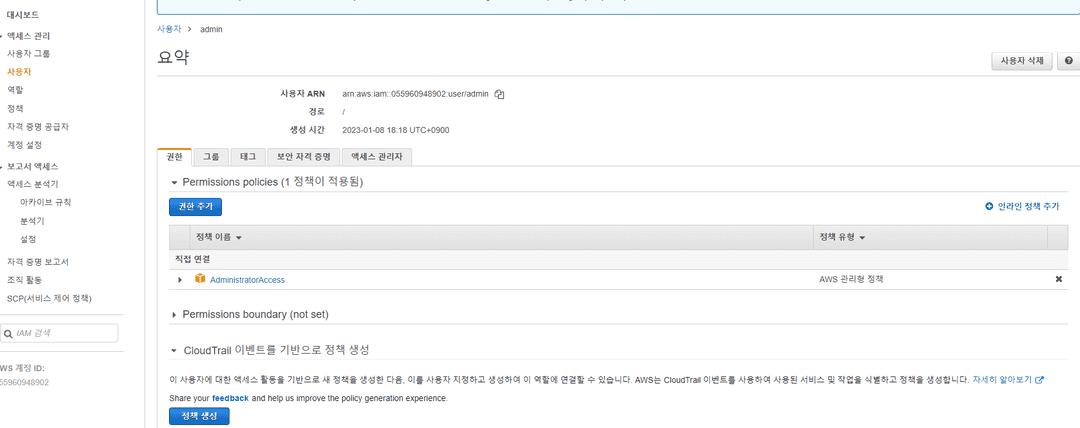 대시보드
액세스 관리
사용자 그룹
사용자
역할
정책
자격 증명 공급자
계정 설정
보고서 액세스
액세스 분석기
아카이브 규칙
분석기
설정
자격 증명 보고서
조직 활동
SCP(서비스 제어 정책)
IAM 검색
WS 계정 ID:
55960948902
사용자 > admin
요약
사용자 삭제
사용자 ARN arn:aws:iam::055960948902:user/admin
경로 /
생성 시간 2023-01-08 18:18 UTC+0900
권한 그룹 태그 보안 자격 증명 액세스 관리자
Permissions policies (1 정책이 적용됨)
권한 추가 인라인 정책 추가
정책 이름 정책 유형
직접 연결
AdministratorAccess AWS 관리형 정책
Permissions boundary (not set)
CloudTrail 이벤트를 기반으로 정책 생성
이 사용자에 대한 액세스 활동을 기반으로 새 정책을 생성한 다음, 이를 사용자 지정하고 생성하여 이 역할에 연결할 수 있습니다. AWS는 CloudTrail 이벤트를 사용하여 사용된 서비스 및 작업을 식별하고 정책을 생성합니다. 자세히 알아보기
Share your feedback and help us improve the policy generation experience.
정책 생성